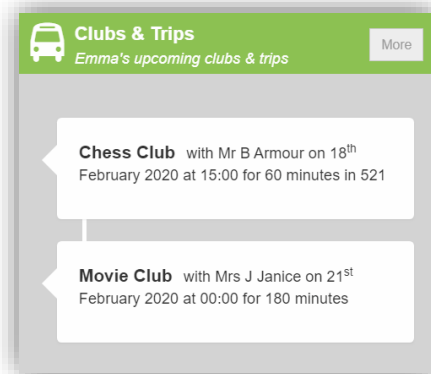 Clubs & Trips
Emma's upcoming clubs & trips
More
Chess Club with Mr B Armour on 18th
February 2020 at 15:00 for 60 minutes in 521
Movie Club with Mrs J Janice on 21st
February 2020 at 00:00 for 180 minutes